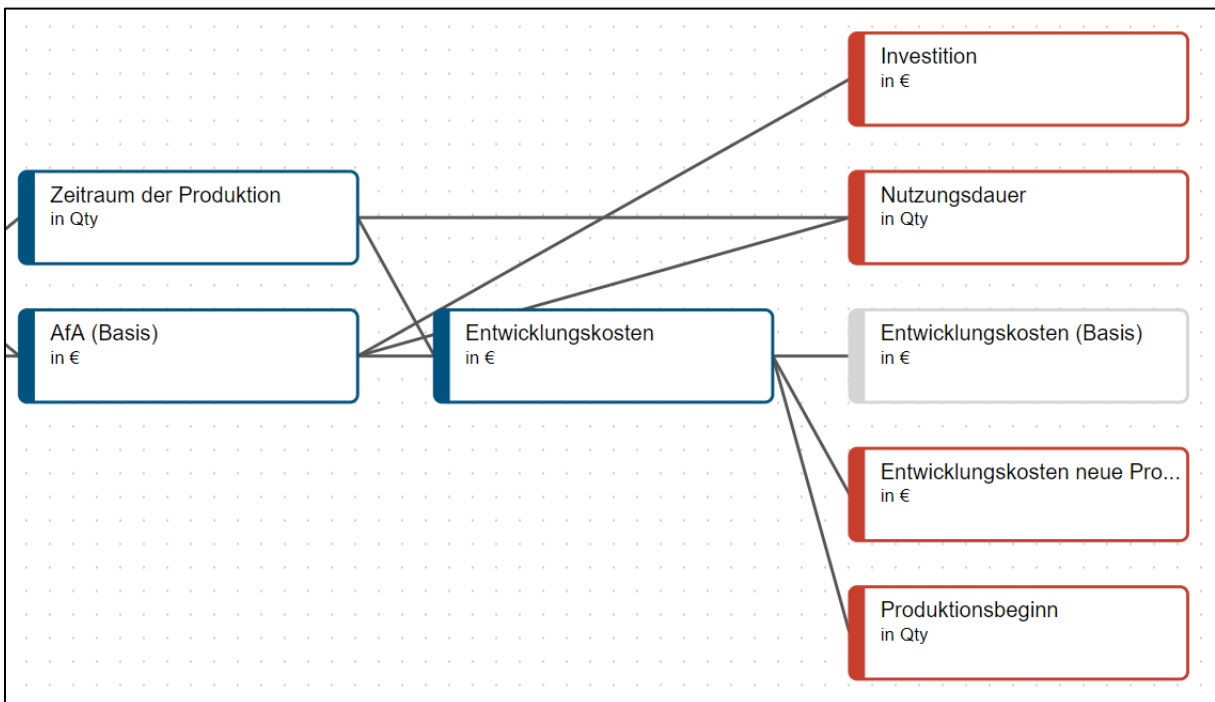 Investition
in €
Zeitraum der Produktion
in Qty
Nutzungsdauer
in Qty
AfA (Basis)
in €
Entwicklungskosten
in €
Entwicklungskosten (Basis)
in €
Entwicklungskosten neue Pro...
in €
Produktionsbeginn
in Qty